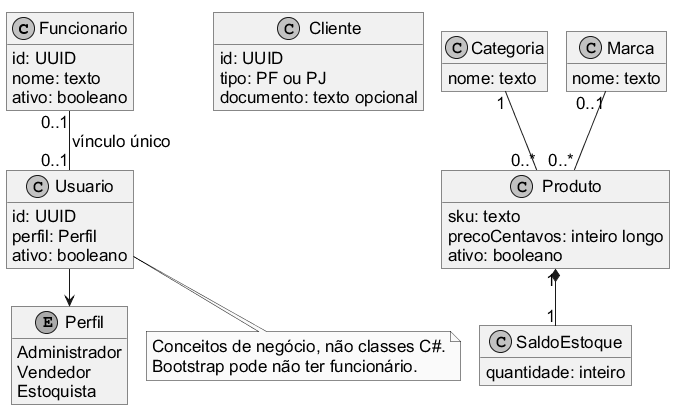 C Funcionario
id: UUID
nome: texto
ativo: booleano
C Cliente
id: UUID
tipo: PF ou PJ
documento: texto opcional
C Categoria
nome: texto
C Marca
nome: texto
0..1
vínculo único
0..1
1
0..1
0..*
0..*
C Usuario
id: UUID
perfil: Perfil
ativo: booleano
C Produto
sku: texto
precoCentavos: inteiro longo
ativo: booleano
1
1
E Perfil
Administrador
Vendedor
Estoquista
Conceitos de negócio, não classes C#.
Bootstrap pode não ter funcionário.
C SaldoEstoque
quantidade: inteiro